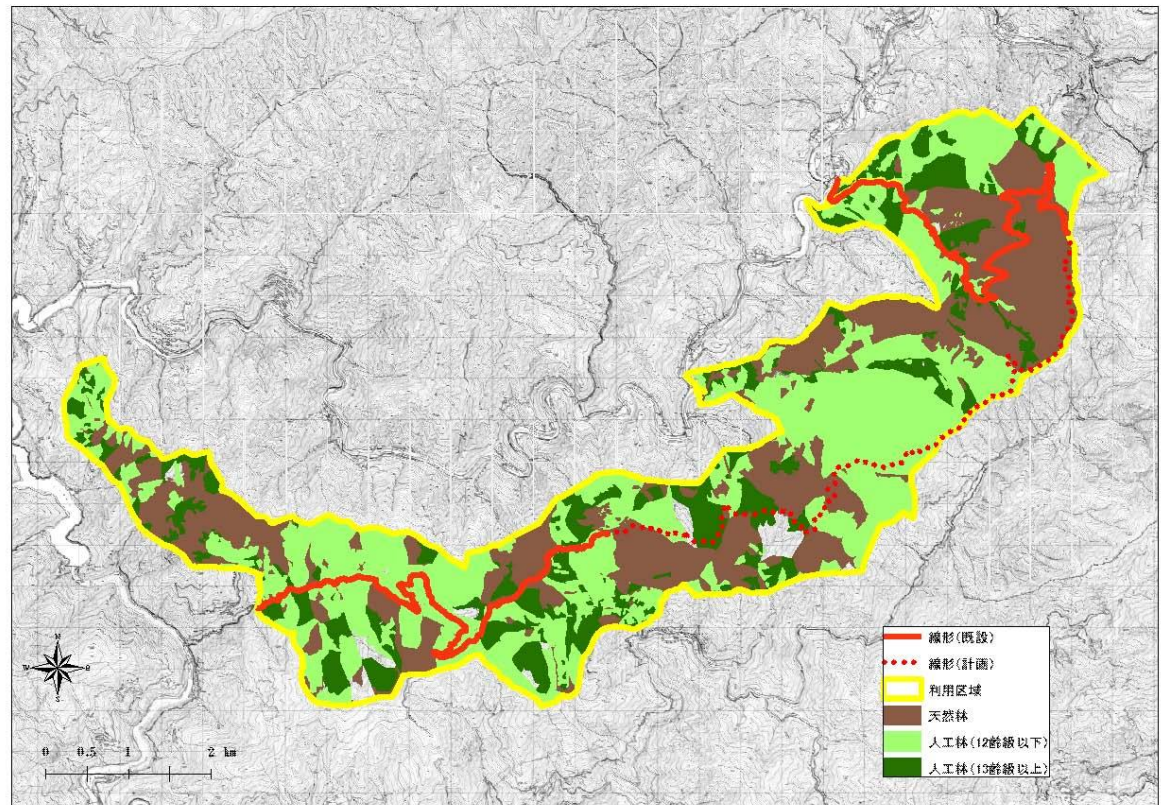 線形(既設)
線形(計画)
利用区域
天然林
人工林(12齢級以下)
人工林(13齢級以上)
N
W
S
0 0.5 1 2 km